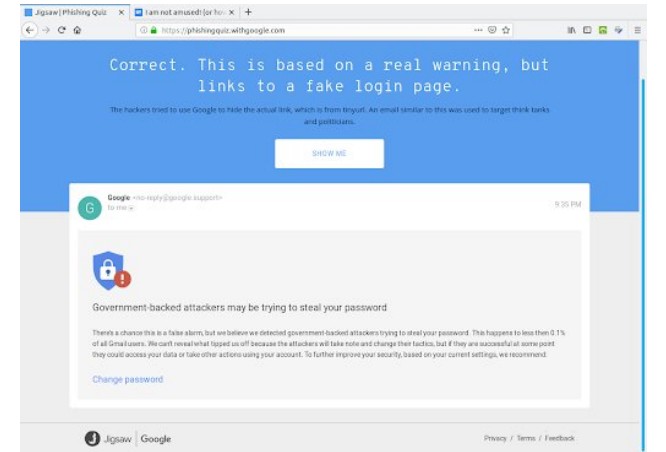 Jigsaw | Phishing Quiz
I am not amused! (or how
https://phishingquiz.withgoogle.com
Correct. This is based on a real warning, but
links to a fake login page.
The hackers tried to use Google to hide the actual link, which is from tinyurl. An email similar to this was used to target think tanks
and politicians.
SHOW ME
G
Google <no-reply@google.support>
to me
9:35 PM
Government-backed attackers may be trying to steal your password
There's a chance this is a false alarm, but we believe we detected government-backed attackers trying to steal your password. This happens to less then 0.1%
of all Gmail users. We can't reveal what tipped us off because the attackers will take note and change their tactics, but if they are successful at some point
they could access your data or take other actions using your account. To further improve your security, based on your current settings, we recommend:
Change password
Jigsaw | Google
Privacy / Terms / Feedback